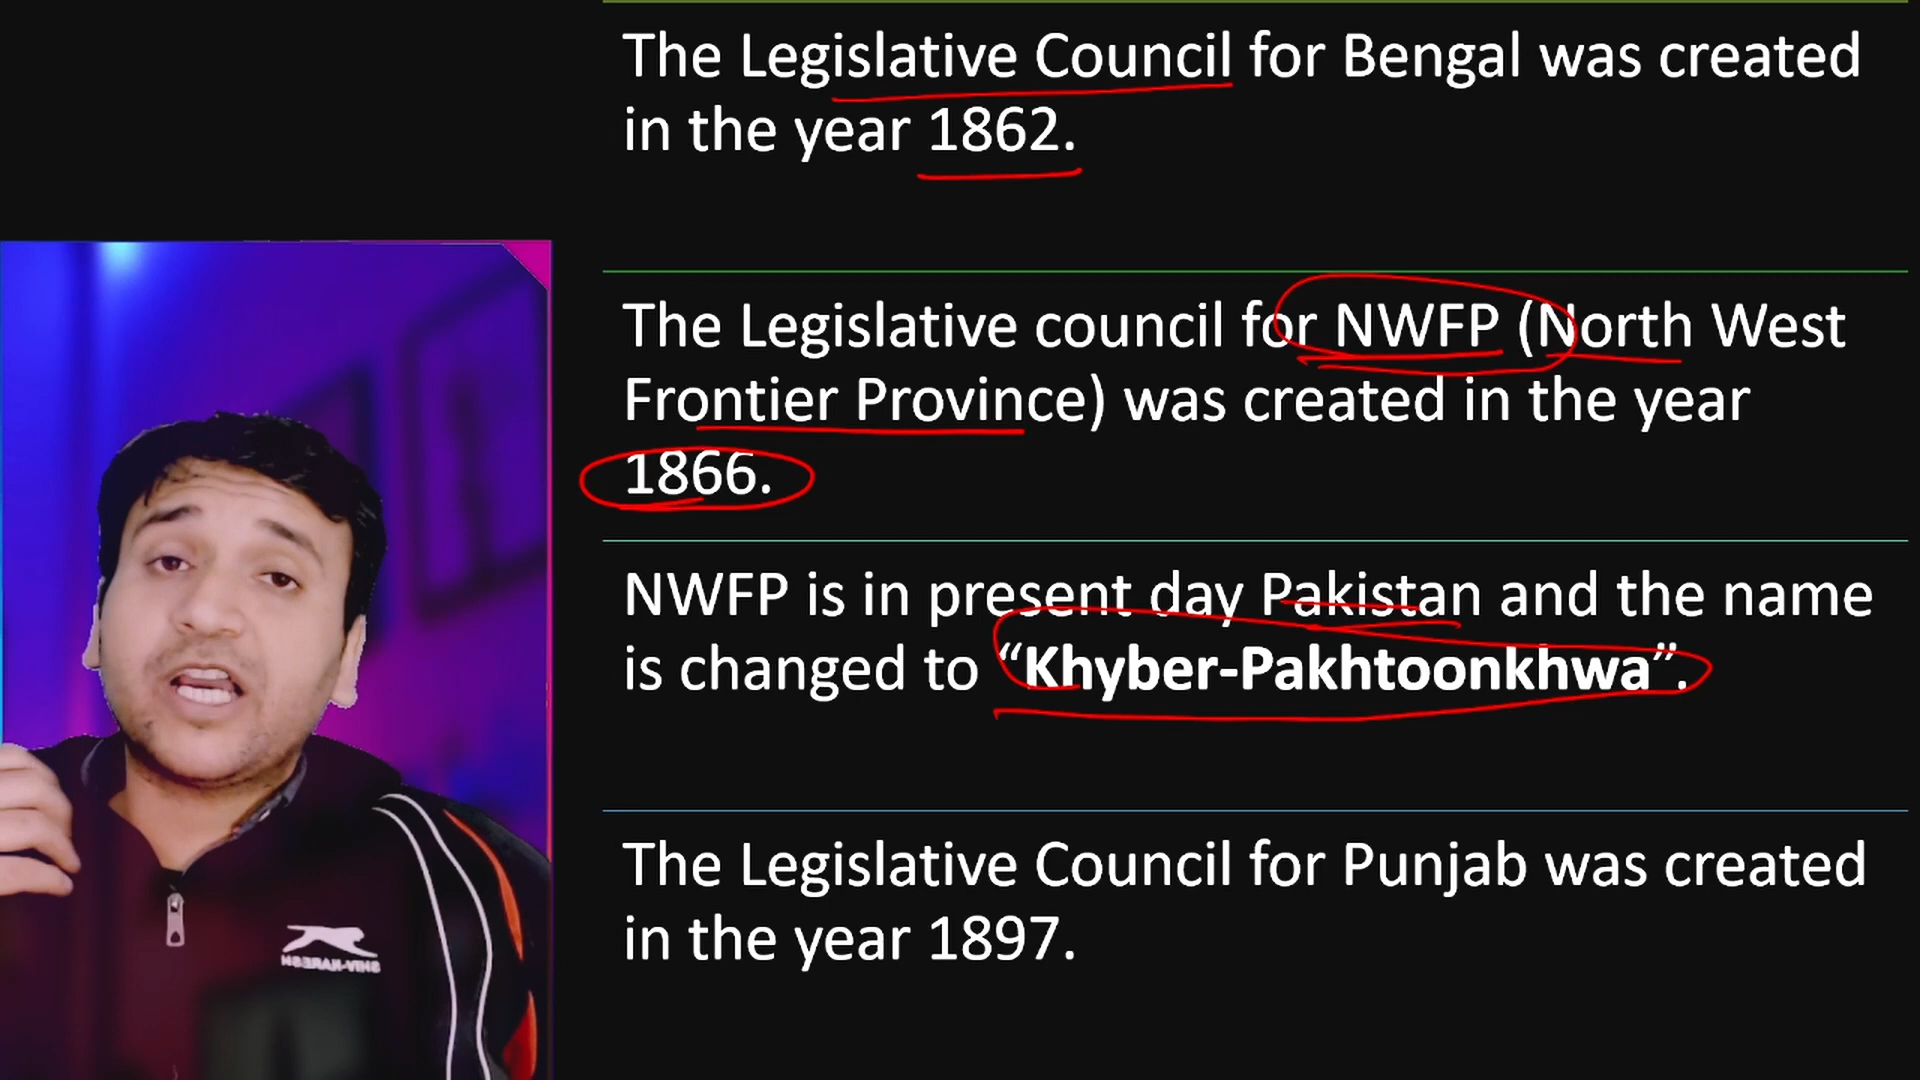 The Legislative Council for Bengal was created
in the year 1862.
The Legislative council for NWFP (North West
Frontier Province) was created in the year
1866.
NWFP is in present day Pakistan and the name
is changed to “Khyber-Pakhtoonkhwa”.
The Legislative Council for Punjab was created
in the year 1897.
SHIV-NARESH